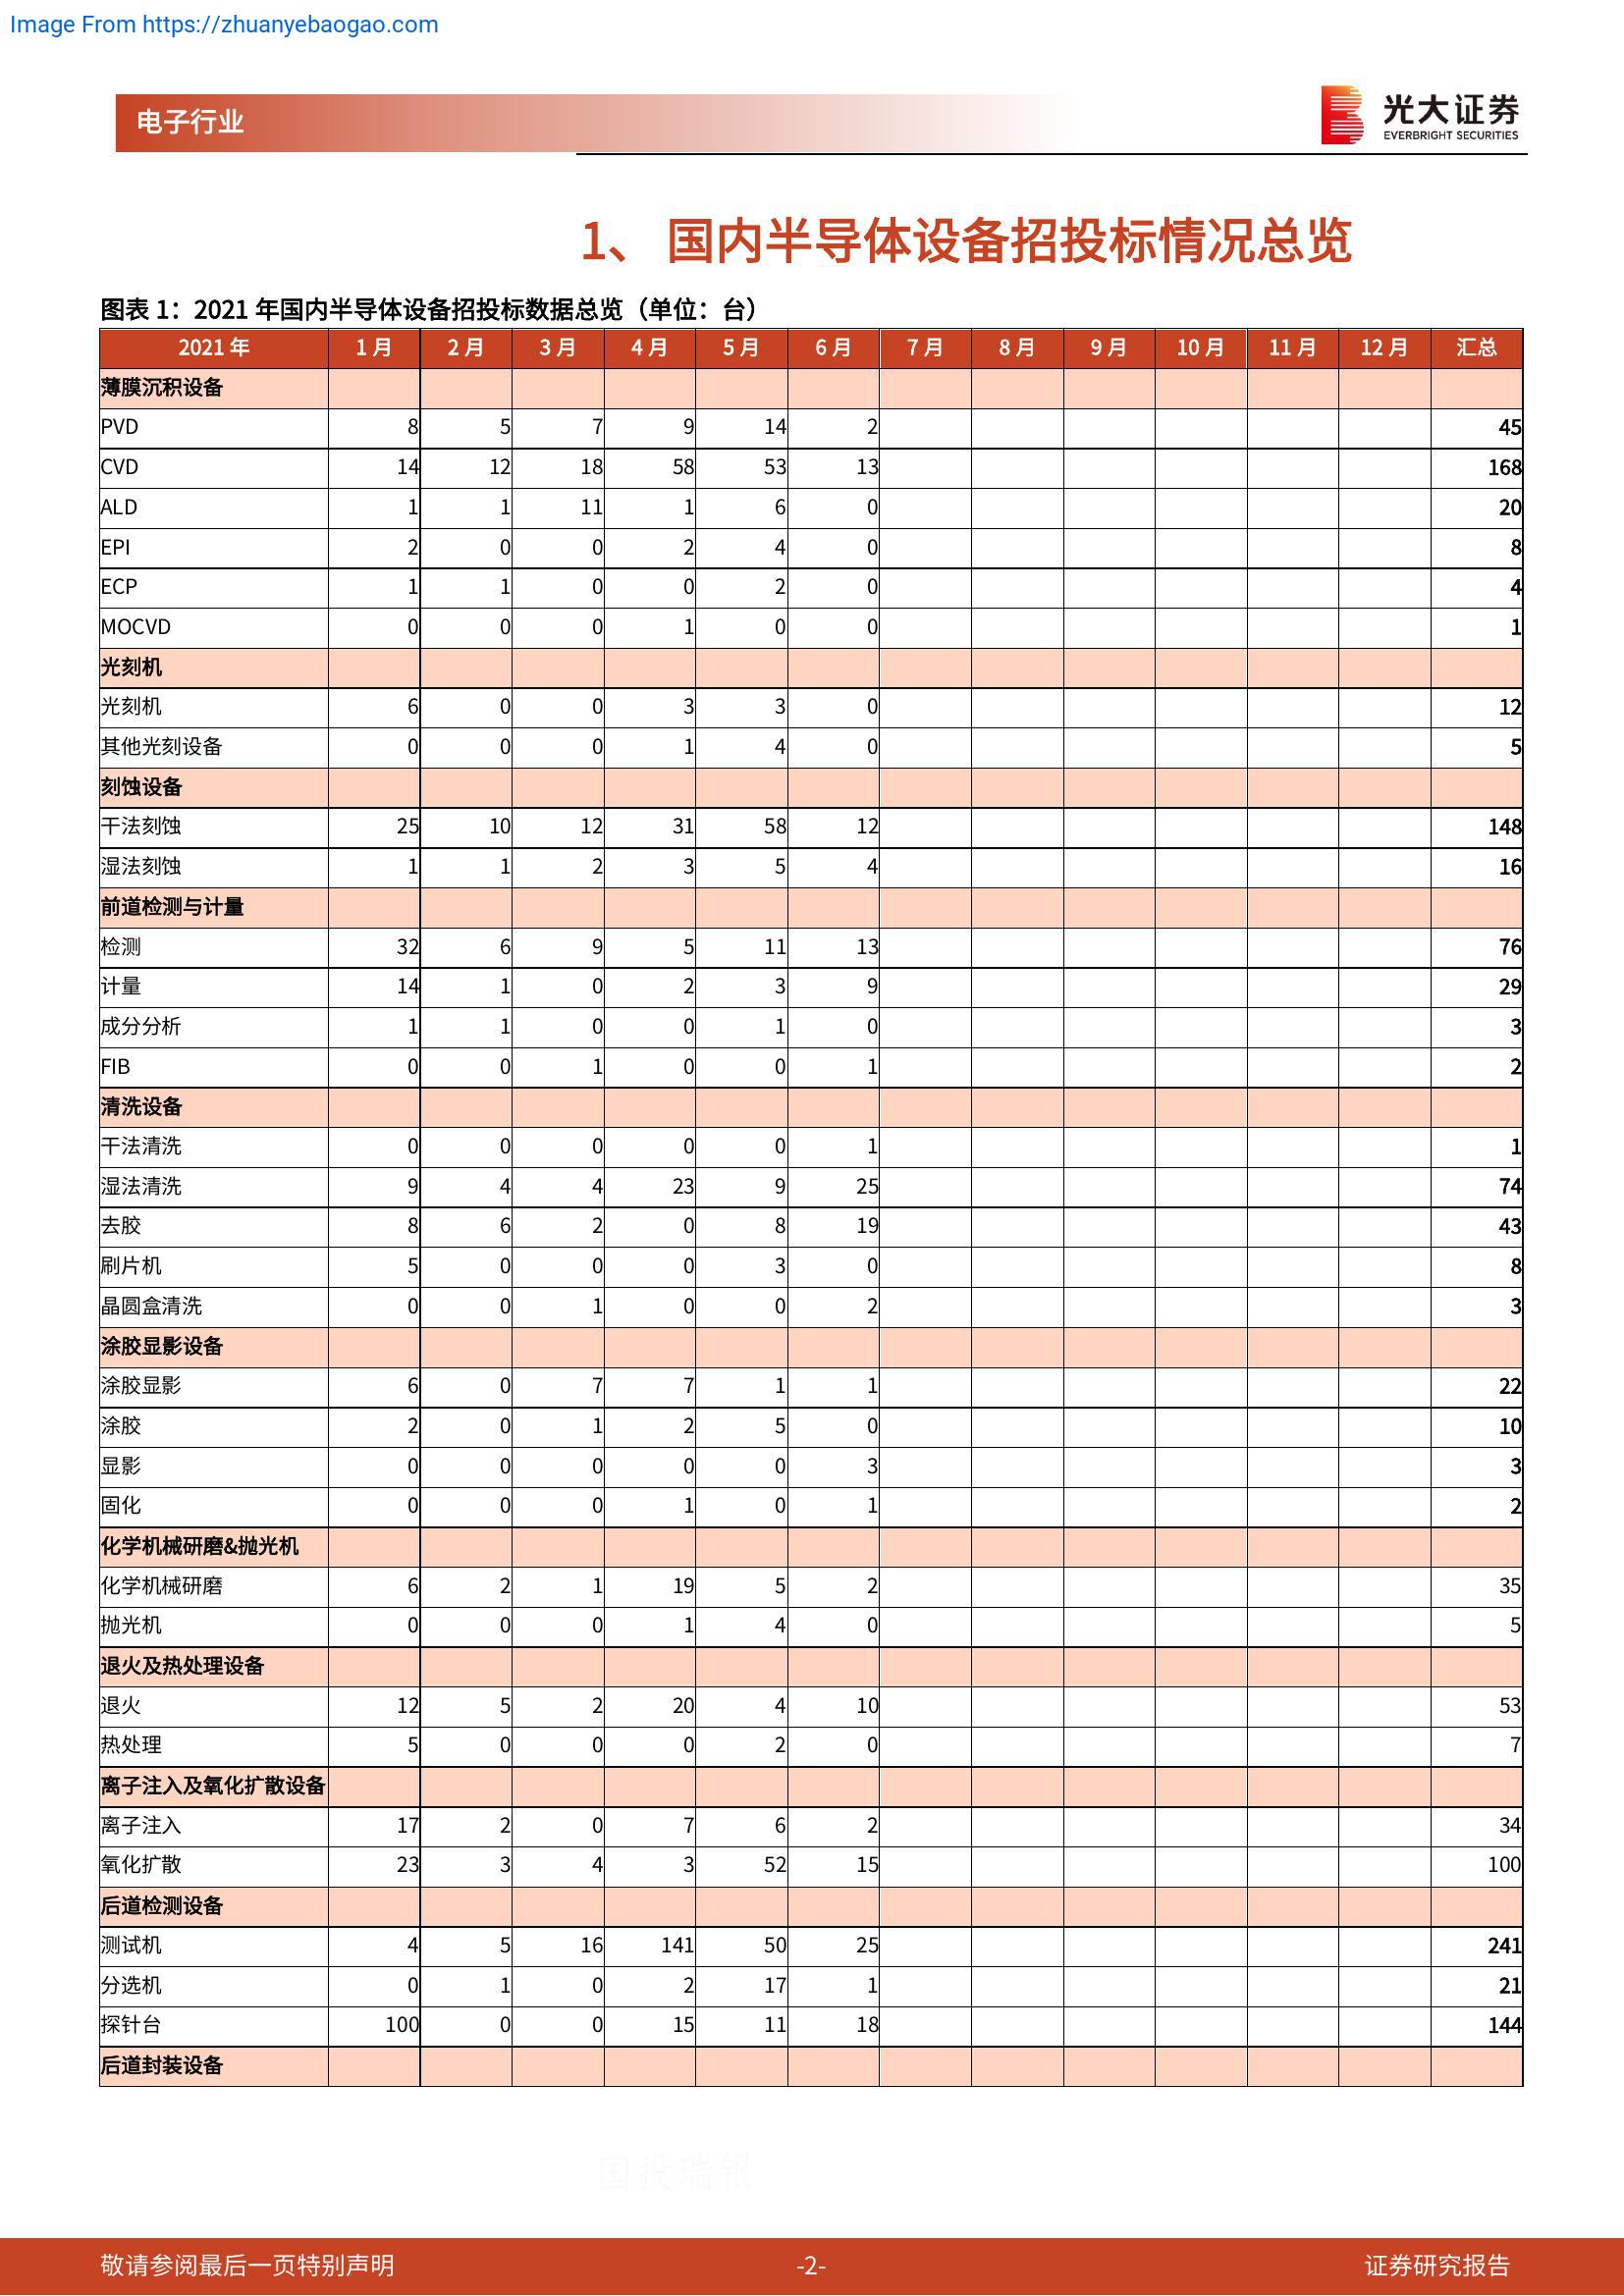 Image From https://zhuanyebaogao.com
电子行业
光大证券
EVERBRIGHT SECURITIES
1、 国内半导体设备招投标情况总览
图表 1：2021 年国内半导体设备招投标数据总览（单位：台）
2021 年 1 月 2 月 3 月 4 月 5 月 6 月 7 月 8 月 9 月 10 月 11 月 12 月 汇总
薄膜沉积设备
PVD 8 5 7 9 14 2 45
CVD 14 12 18 58 53 13 168
ALD 1 1 11 1 6 0 20
EPI 2 0 0 2 4 0 8
ECP 1 1 0 0 2 0 4
MOCVD 0 0 0 1 0 0 1
光刻机
光刻机 6 0 0 3 3 0 12
其他光刻设备 0 0 0 1 4 0 5
刻蚀设备
干法刻蚀 25 10 12 31 58 12 148
湿法刻蚀 1 1 2 3 5 4 16
前道检测与计量
检测 32 6 9 5 11 13 76
计量 14 1 0 2 3 9 29
成分分析 1 1 0 0 1 0 3
FIB 0 0 1 0 0 1 2
清洗设备
干法清洗 0 0 0 0 0 1 1
湿法清洗 9 4 4 23 9 25 74
去胶 8 6 2 0 8 19 43
刷片机 5 0 0 0 3 0 8
晶圆盒清洗 0 0 1 0 0 2 3
涂胶显影设备
涂胶显影 6 0 7 7 1 1 22
涂胶 2 0 1 2 5 0 10
显影 0 0 0 0 0 3 3
固化 0 0 0 1 0 1 2
化学机械研磨&抛光机
化学机械研磨 6 2 1 19 5 2 35
抛光机 0 0 0 1 4 0 5
退火及热处理设备
退火 12 5 2 20 4 10 53
热处理 5 0 0 0 2 0 7
离子注入及氧化扩散设备
离子注入 17 2 0 7 6 2 34
氧化扩散 23 3 4 3 52 15 100
后道检测设备
测试机 4 5 16 141 50 25 241
分选机 0 1 0 2 17 1 21
探针台 100 0 0 15 11 18 144
后道封装设备
国投瑞银
敬请参阅最后一页特别声明 -2- 证券研究报告